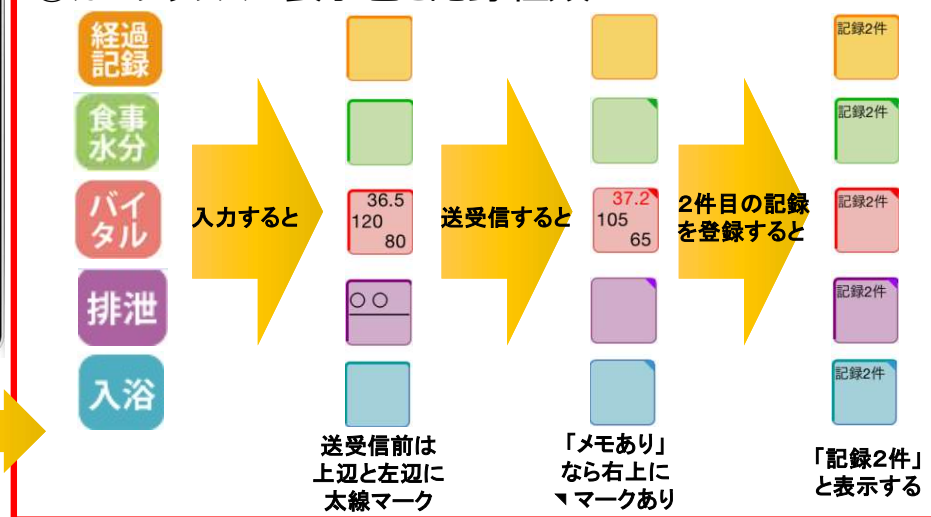 経過
記録
食事
水分
バイ
タル
排泄
入浴
入力すると
36.5
120
80
○○
送受信前は
上辺と左辺に
太線マーク
送受信すると
37.2
105
65
「メモあり」
なら右上に
◥マークあり
2件目の記録
を登録すると
記録2件
記録2件
記録2件
記録2件
記録2件
「記録2件」
と表示する